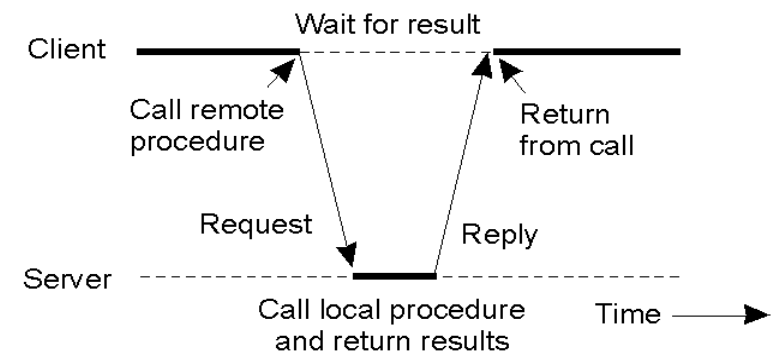 Wait for result
Client
Call remote
procedure
Return
from call
Request
Reply
Server
Call local procedure
and return results
Time